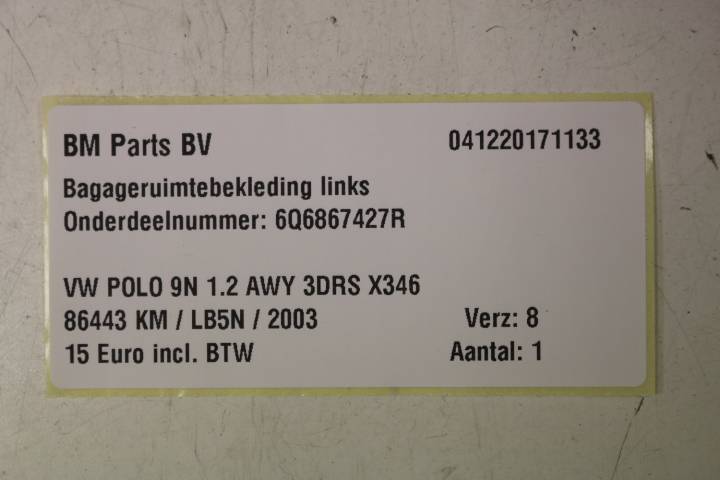 BM Parts BV 041220171133
Bagageruimtebekleding links
Onderdeelnummer: 6Q6867427R
VW POLO 9N 1.2 AWY 3DRS X346
86443 KM / LB5N / 2003 Verz: 8
15 Euro incl. BTW Aantal: 1